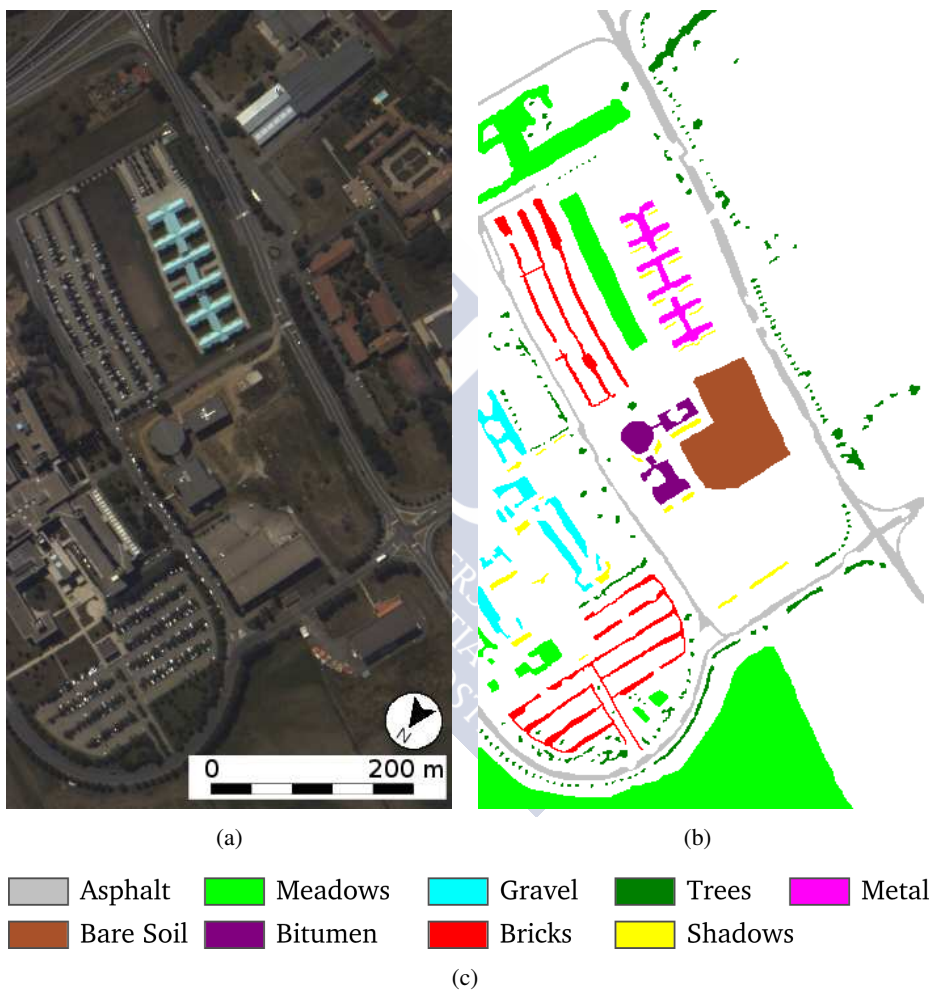 N
0 200 m
(a)
(b)
Asphalt Meadows Gravel Trees Metal
Bare Soil Bitumen Bricks Shadows
(c)